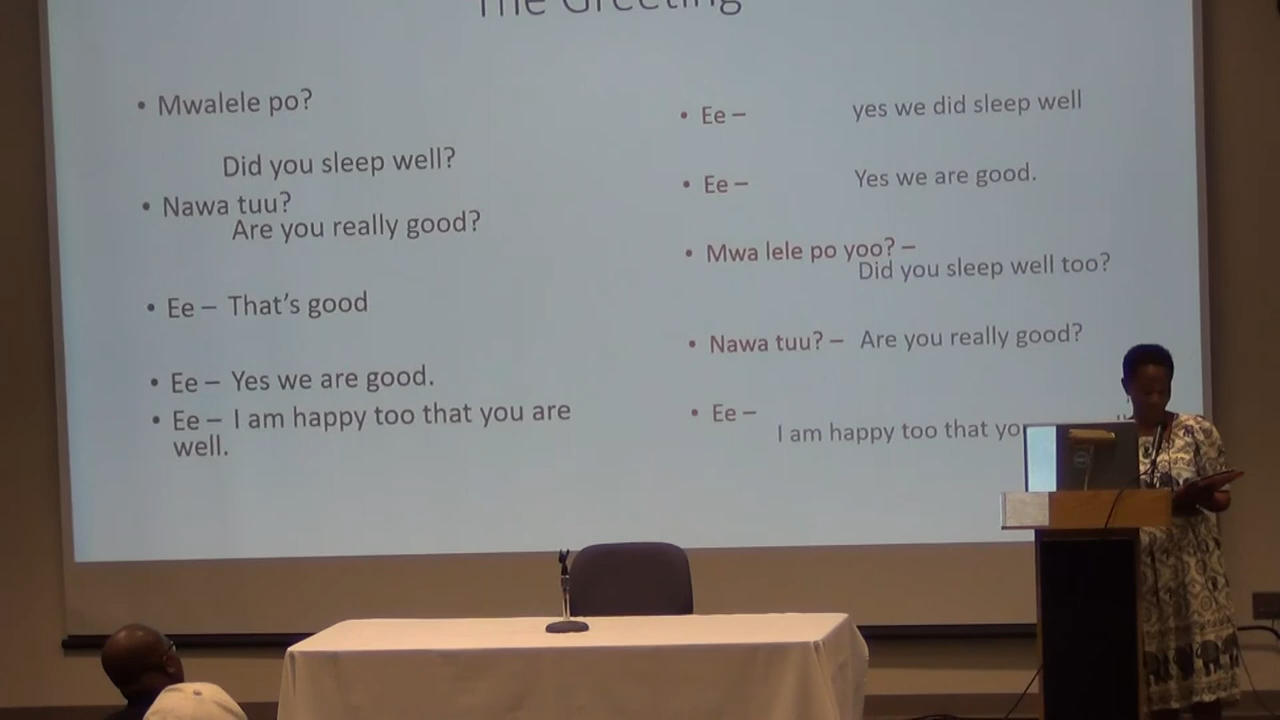 The Greeting
• Mwalele po?
Did you sleep well?
• Nawa tuu?
Are you really good?
• Ee – That's good
• Ee – Yes we are good.
• Ee – I am happy too that you are
well.
• Ee – yes we did sleep well
• Ee – Yes we are good.
• Mwa lele po yoo? –
Did you sleep well too?
• Nawa tuu? – Are you really good?
• Ee –
I am happy too that